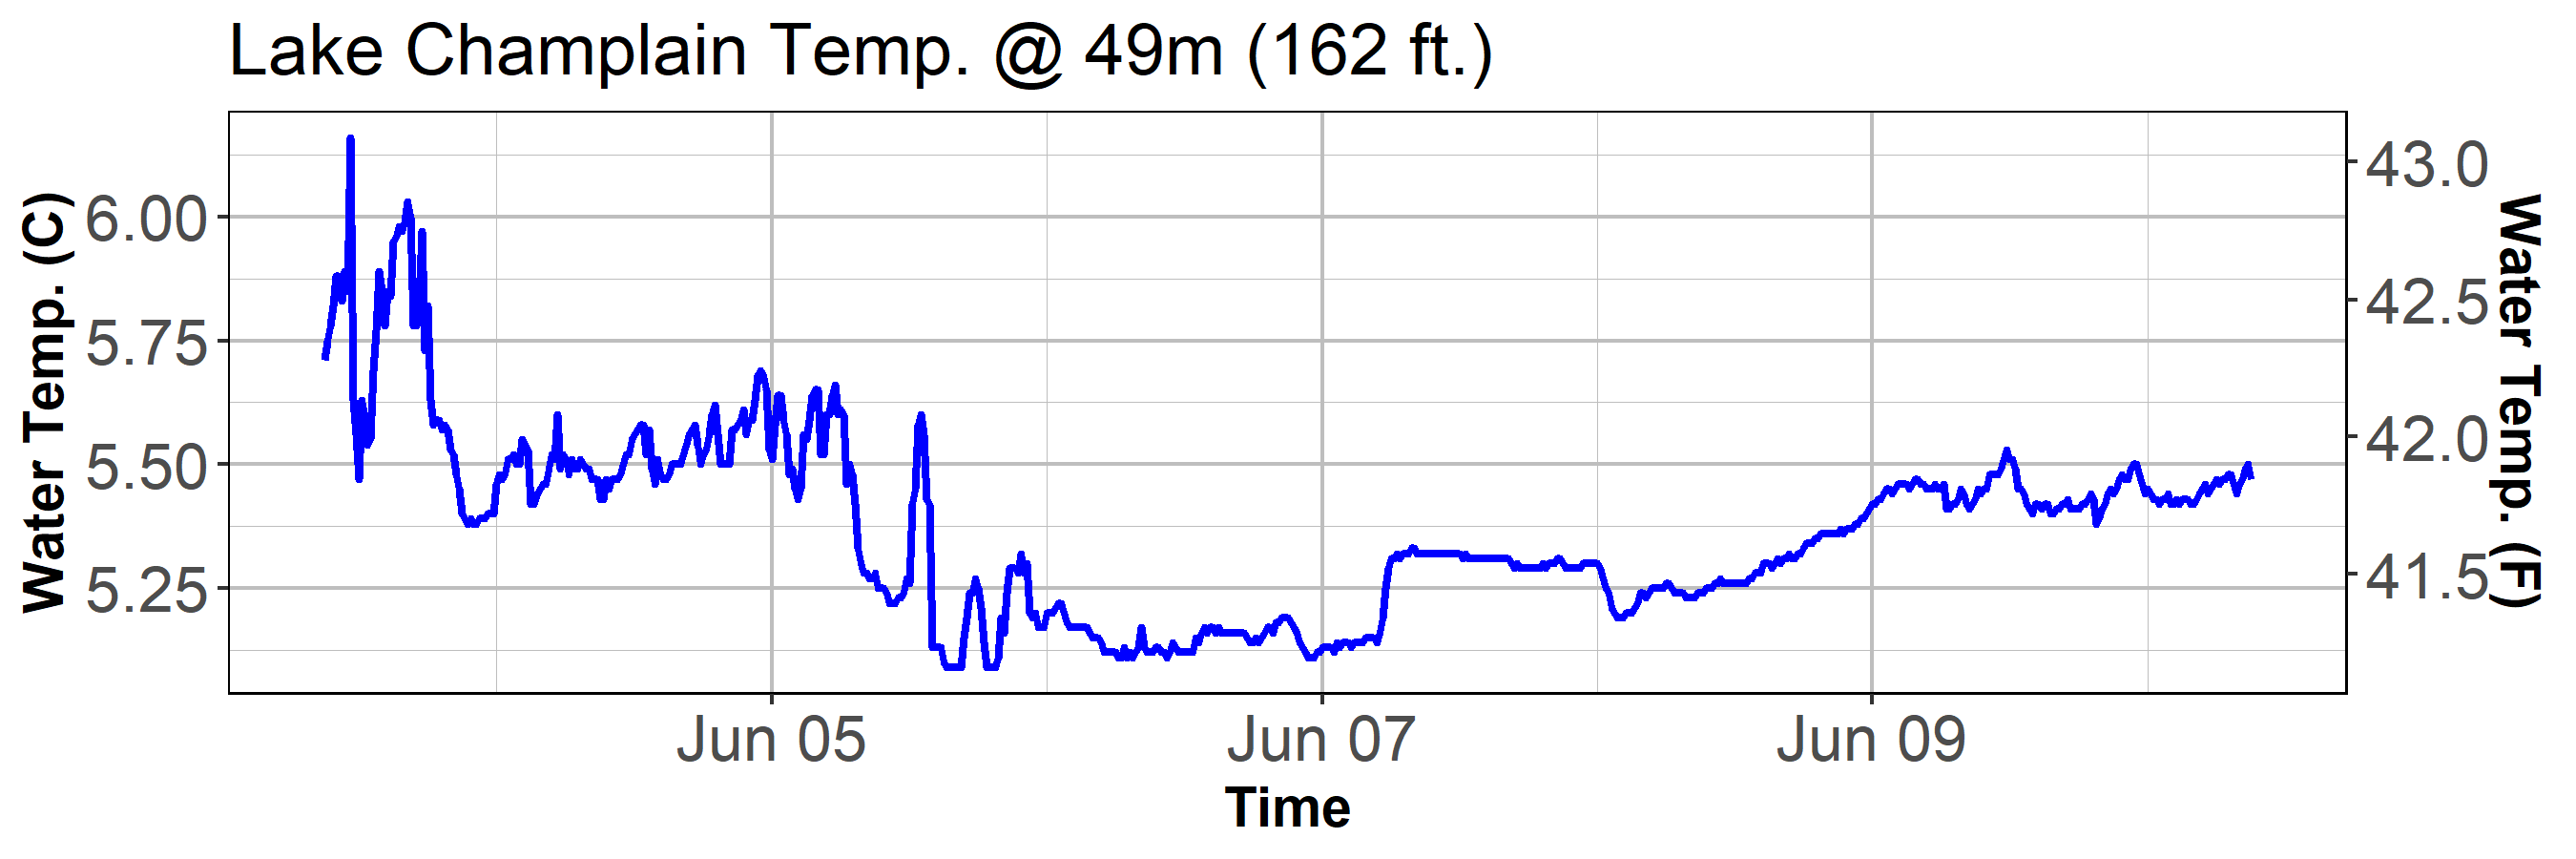 Lake Champlain Temp. @ 49m (162 ft.)
Water Temp. (C)
6.00
5.75
5.50
5.25
43.0
42.5
42.0
41.5
Water Temp. (F)
Jun 05 Jun 07 Jun 09
Time